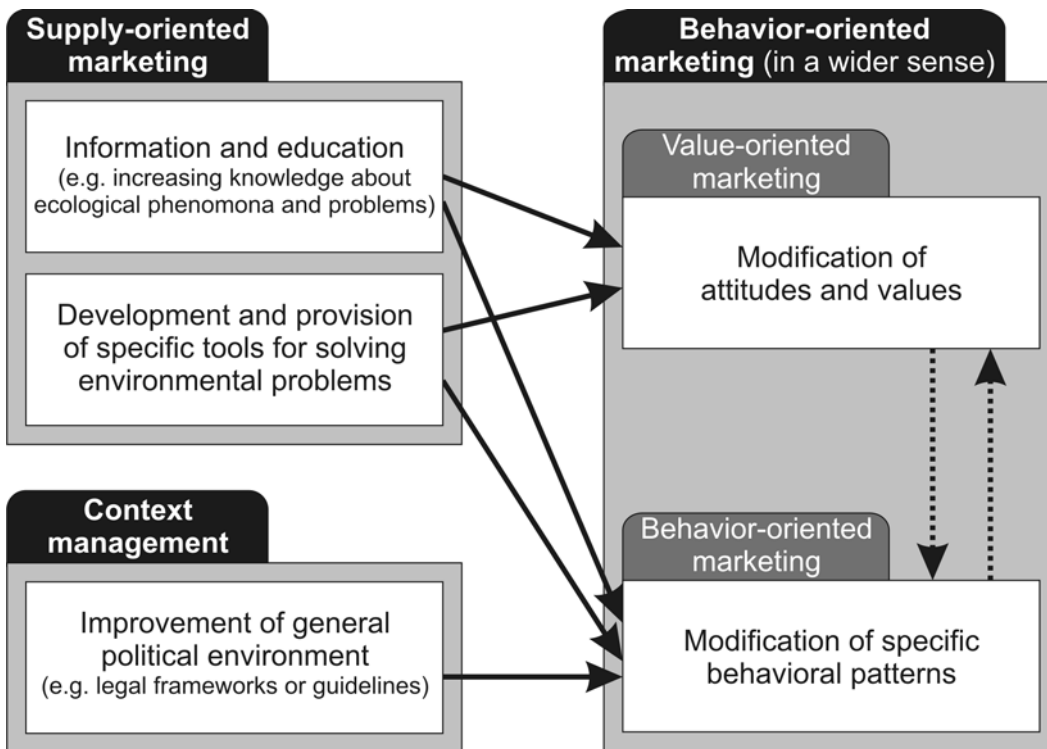 Supply-oriented
marketing
Information and education
(e.g. increasing knowledge about
ecological phenomona and problems)
Development and provision
of specific tools for solving
environmental problems
Context
management
Improvement of general
political environment
(e.g. legal frameworks or guidelines)
Behavior-oriented
marketing (in a wider sense)
Value-oriented
marketing
Modification of
attitudes and values
Behavior-oriented
marketing
Modification of specific
behavioral patterns